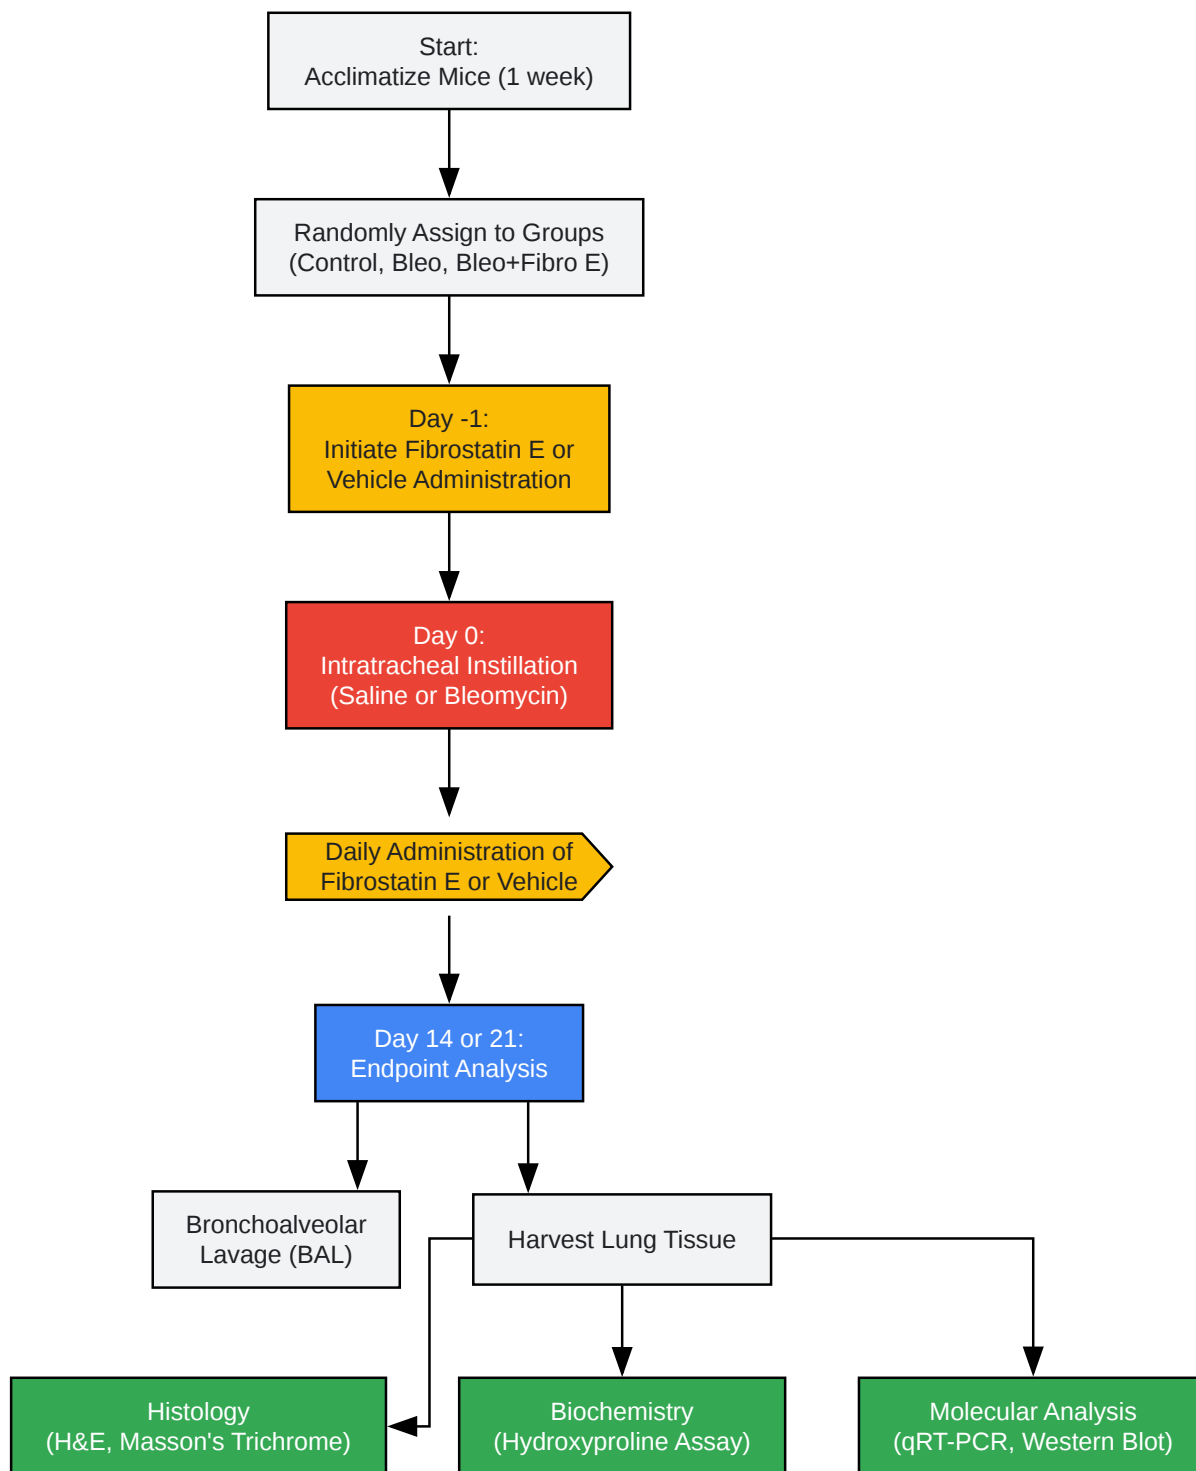 Start:
Acclimatize Mice (1 week)
Randomly Assign to Groups
(Control, Bleo, Bleo+Fibro E)
Day -1:
Initiate Fibrostatin E or
Vehicle Administration
Day 0:
Intratracheal Instillation
(Saline or Bleomycin)
Daily Administration of
Fibrostatin E or Vehicle
Day 14 or 21:
Endpoint Analysis
Bronchoalveolar
Lavage (BAL)
Harvest Lung Tissue
Histology
(H&E, Masson's Trichrome)
Biochemistry
(Hydroxyproline Assay)
Molecular Analysis
(qRT-PCR, Western Blot)